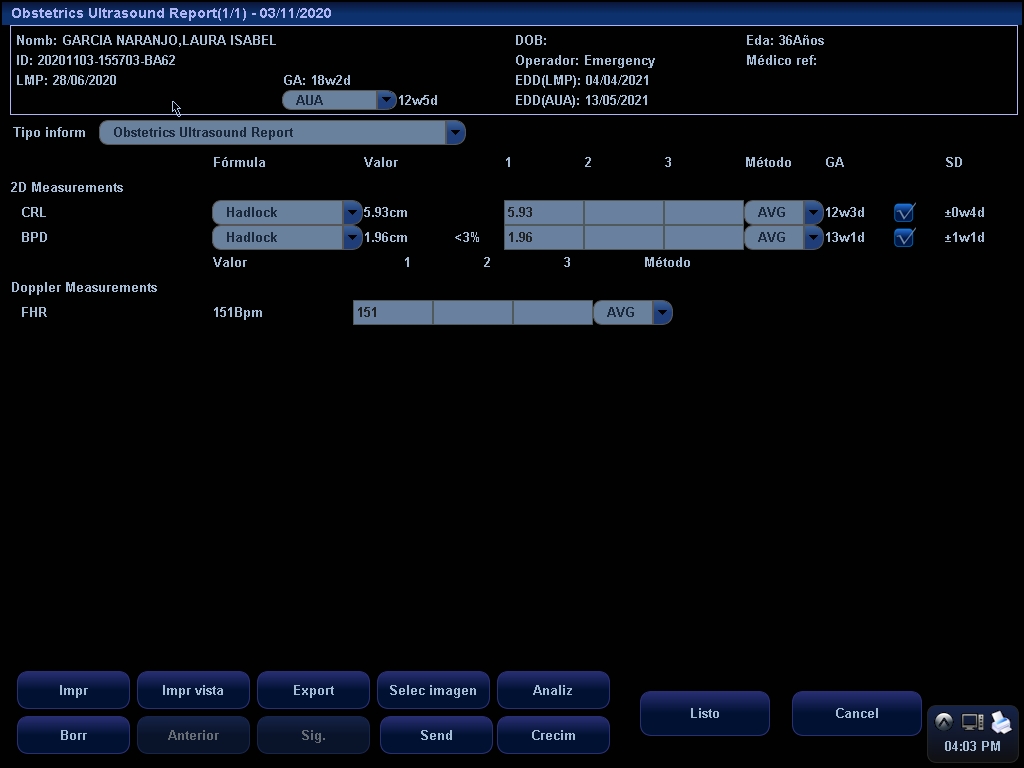 Obstetrics Ultrasound Report(1/1) - 03/11/2020
Nomb: GARCIA NARANJO,LAURA ISABEL DOB: Eda: 36Años
ID: 20201103-155703-BA62 Operador: Emergency Médico ref:
LMP: 28/06/2020 GA: 18w2d EDD(LMP): 04/04/2021
AUA 12w5d EDD(AUA): 13/05/2021
Tipo inform Obstetrics Ultrasound Report
Fórmula Valor 1 2 3 Método GA SD
2D Measurements
CRL Hadlock 5.93cm 5.93 AVG 12w3d ±0w4d
BPD Hadlock 1.96cm <3% 1.96 AVG 13w1d ±1w1d
Valor 1 2 3 Método
Doppler Measurements
FHR 151Bpm 151 AVG
Impr Impr vista Export Selec imagen Analiz
Listo Cancel
Borr Anterior Sig. Send Crecim
04:03 PM